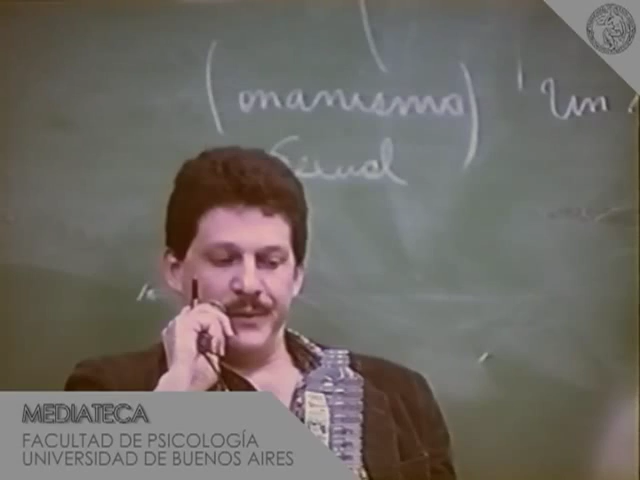 (onanismo) 'Un
sexual
MEDIATECA
FACULTAD DE PSICOLOGÍA
UNIVERSIDAD DE BUENOS AIRES